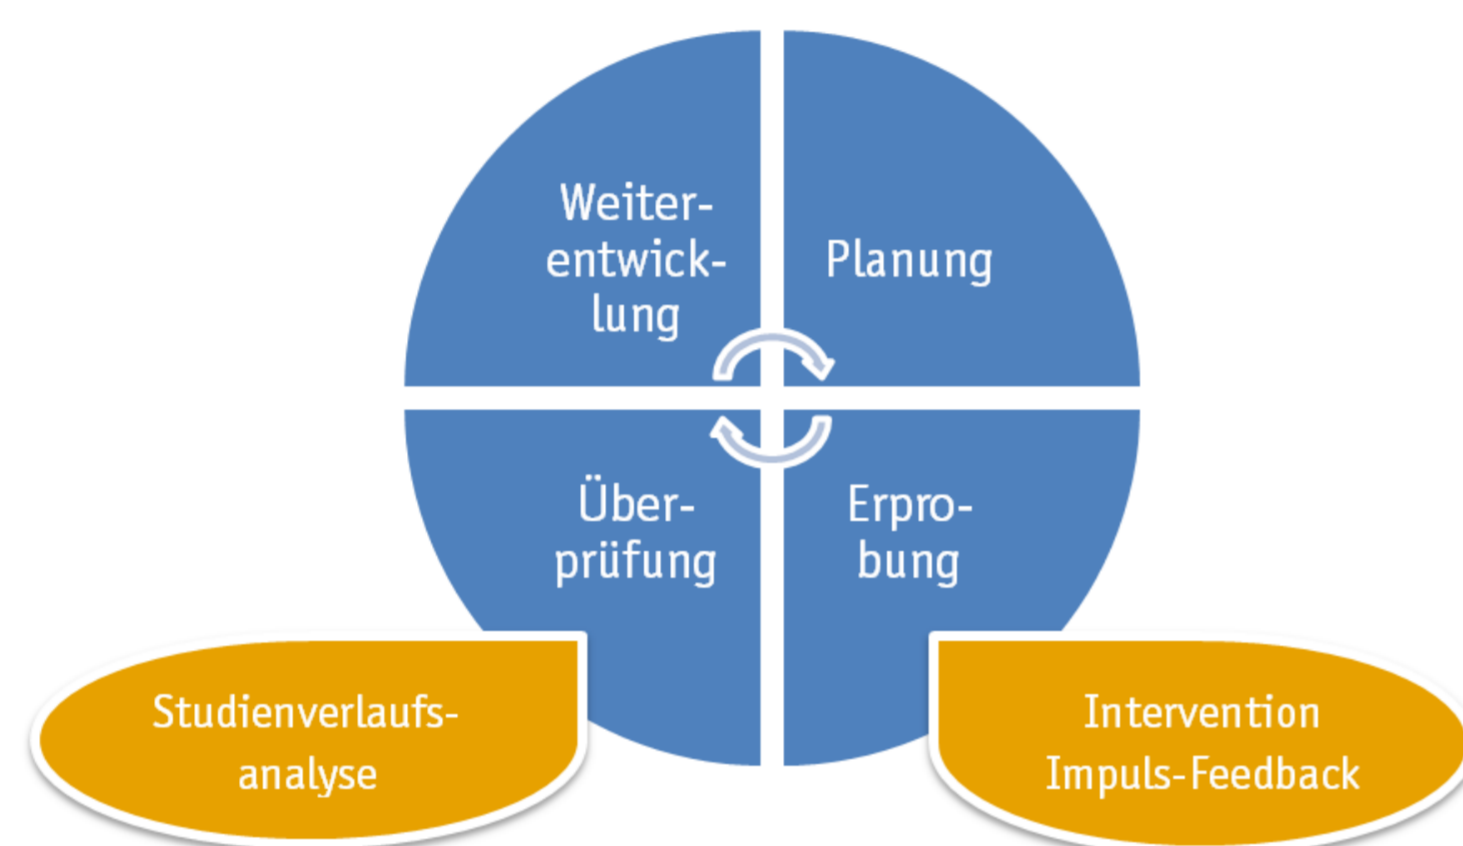 Weiter-
entwick-
lung
Planung
Über-
prüfung
Erpro-
bung
Studienverlaufs-
analyse
Intervention
Impuls-Feedback